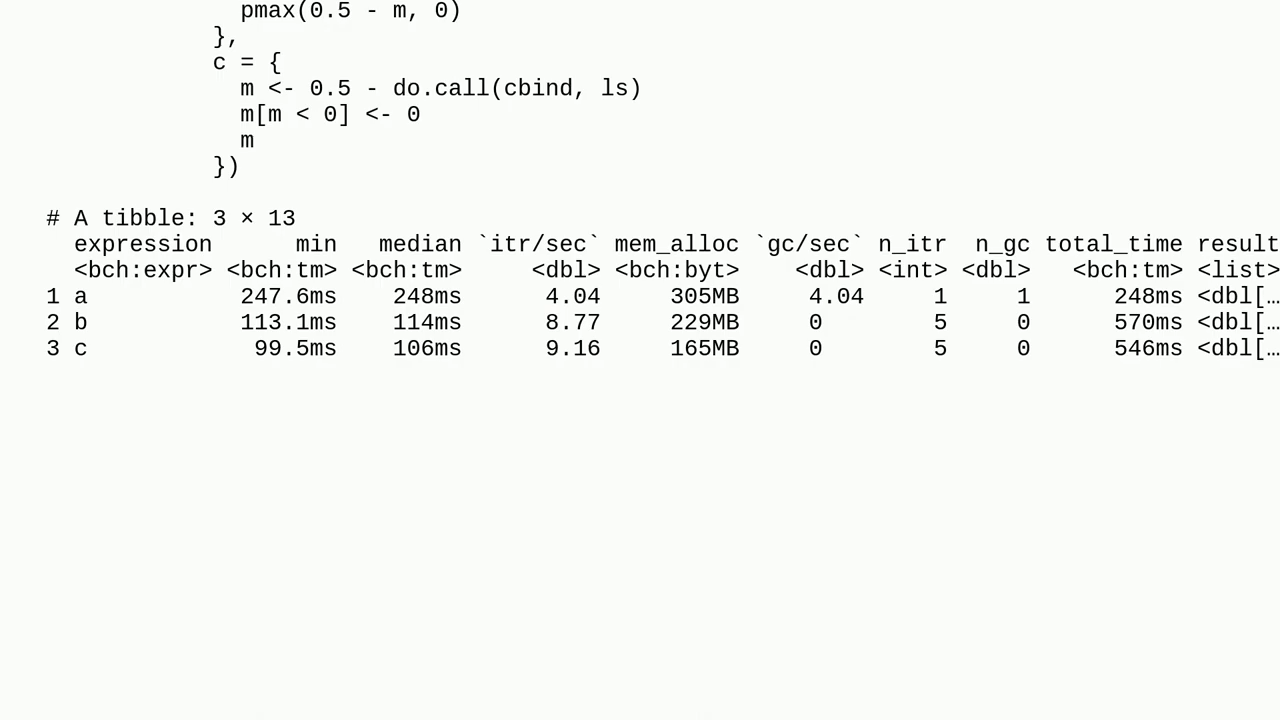 pmax(0.5 - m, 0)
},
c = {
m <- 0.5 - do.call(cbind, ls)
m[m < 0] <- 0
m
})
# A tibble: 3 × 13
expression min median `itr/sec` mem_alloc `gc/sec` n_itr n_gc total_time result
<bch:expr> <bch:tm> <bch:tm> <dbl> <bch:byt> <dbl> <int> <dbl> <bch:tm> <list>
1 a 247.6ms 248ms 4.04 305MB 4.04 1 1 248ms <dbl[…
2 b 113.1ms 114ms 8.77 229MB 0 5 0 570ms <dbl[…
3 c 99.5ms 106ms 9.16 165MB 0 5 0 546ms <dbl[…